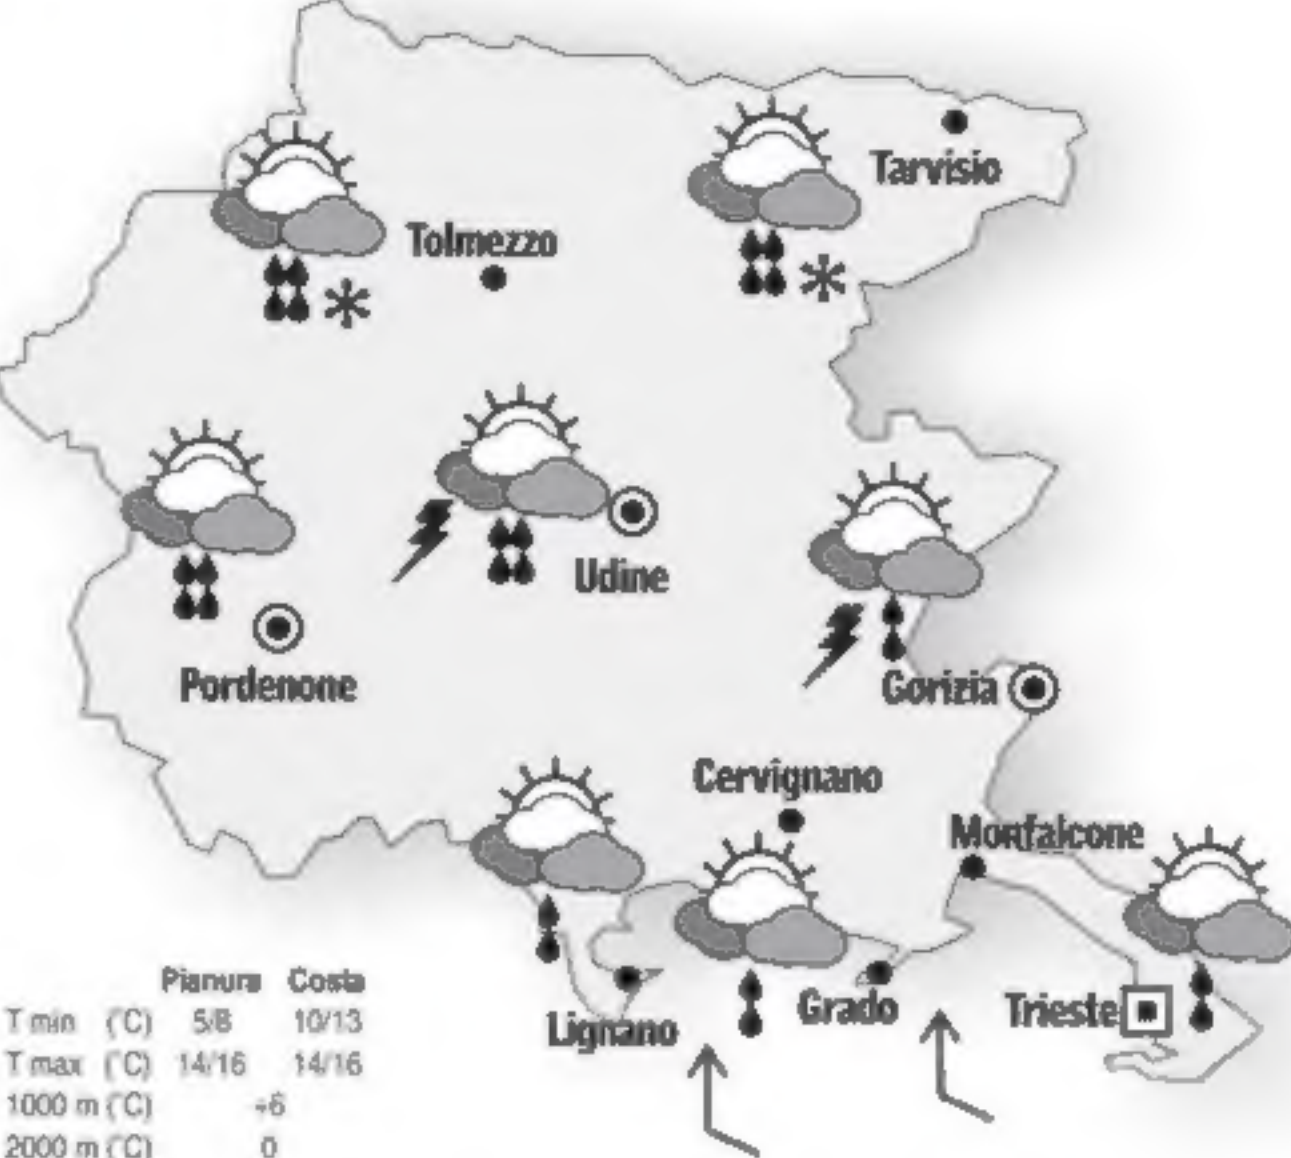 Tarvisio
Tolmezzo
Udine
Pordenone
Gorizia
Cervignano
Monfalcone
Lignano
Grado
Trieste
Pianura Costa
T min (°C) 5/8 10/13
T max (°C) 14/16 14/16
1000 m (°C) +6
2000 m (°C) 0